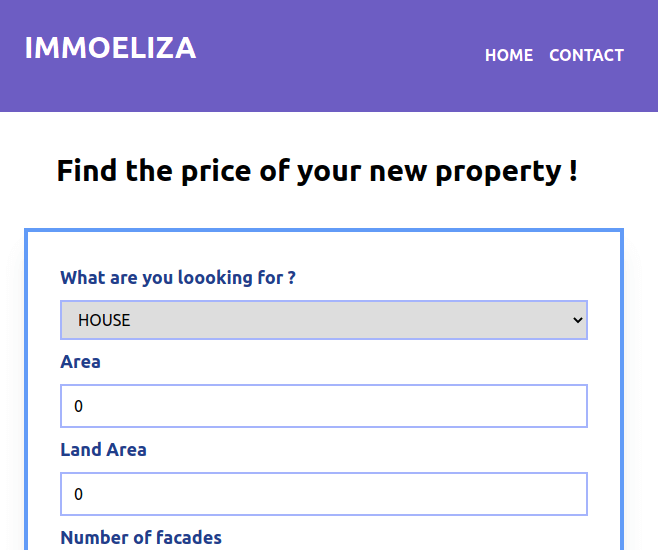 IMMOELIZA
HOME CONTACT
Find the price of your new property !
What are you loooking for ?
HOUSE
Area
0
Land Area
0
Number of facades